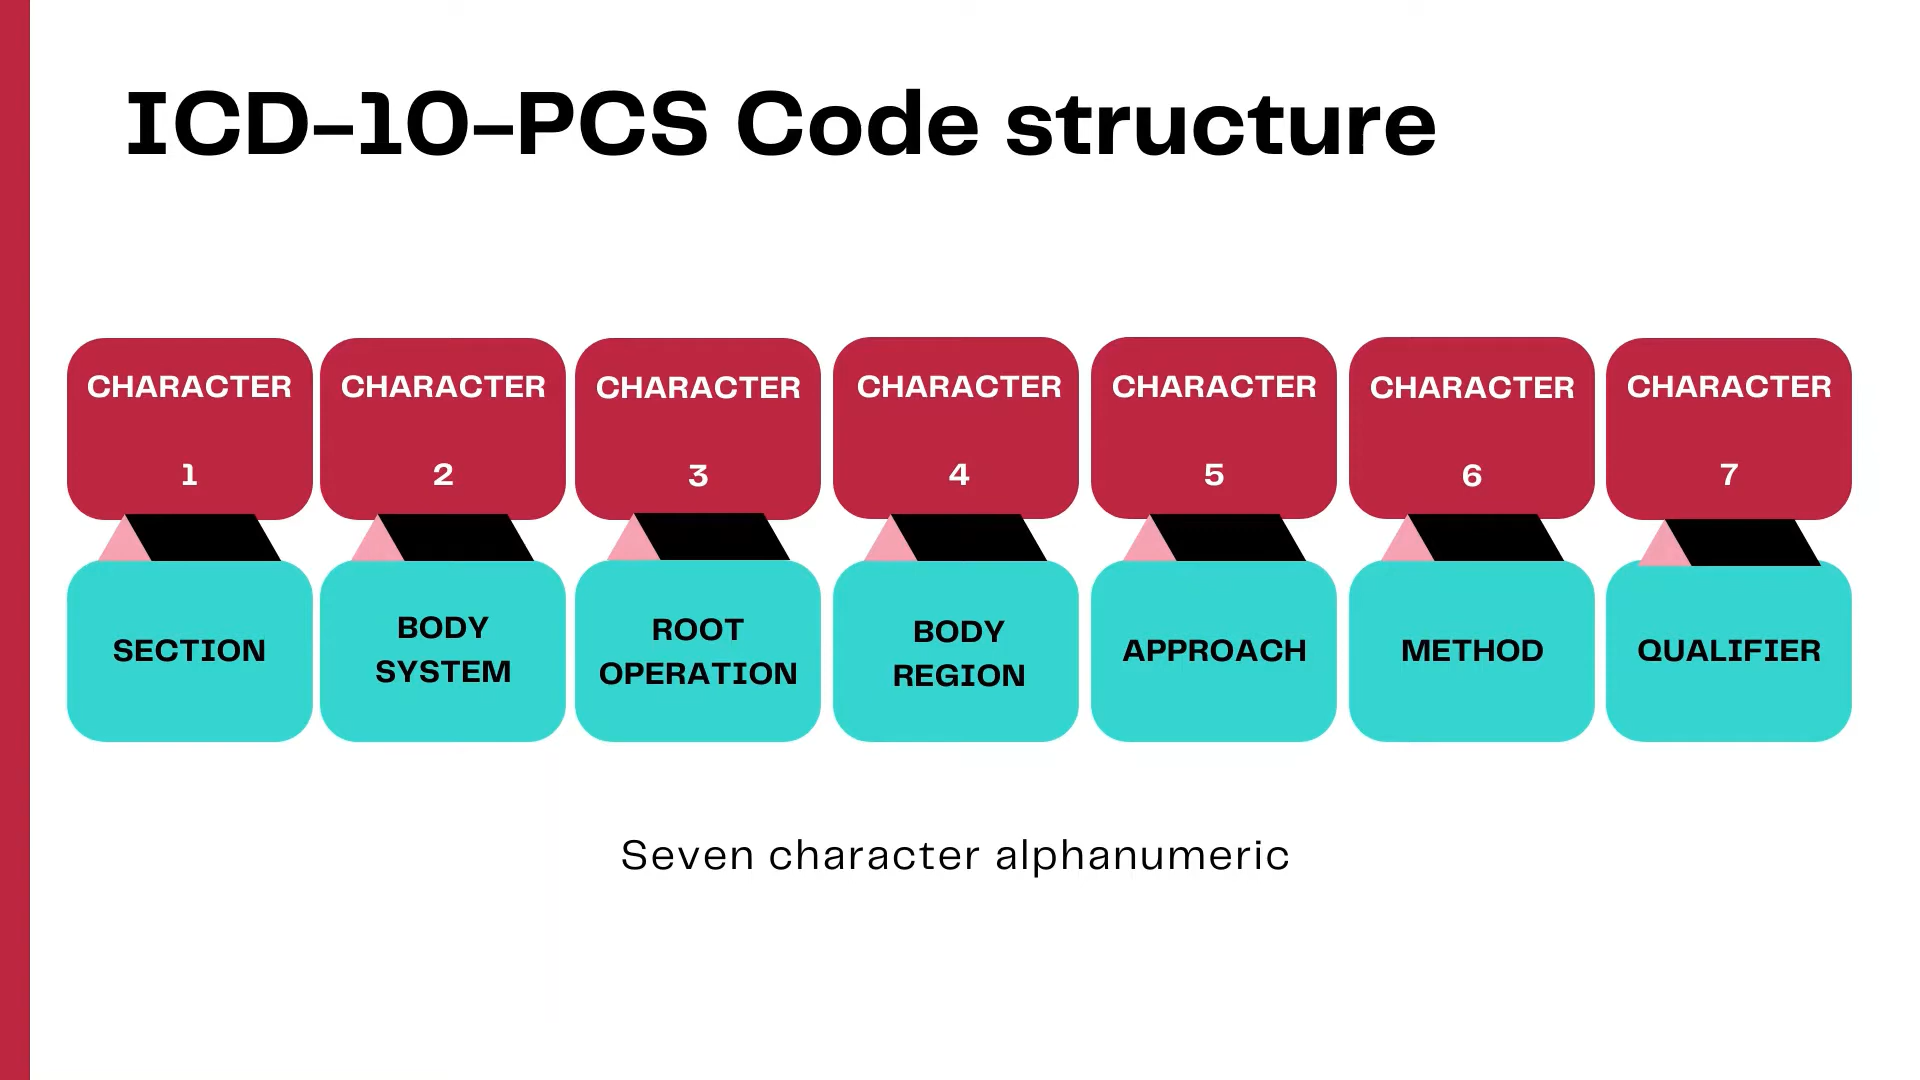 ICD-10-PCS Code structure
CHARACTER CHARACTER CHARACTER CHARACTER CHARACTER CHARACTER CHARACTER
1 2 3 4 5 6 7
SECTION
BODY
SYSTEM
ROOT
OPERATION
BODY
REGION
APPROACH
METHOD
QUALIFIER
Seven character alphanumeric